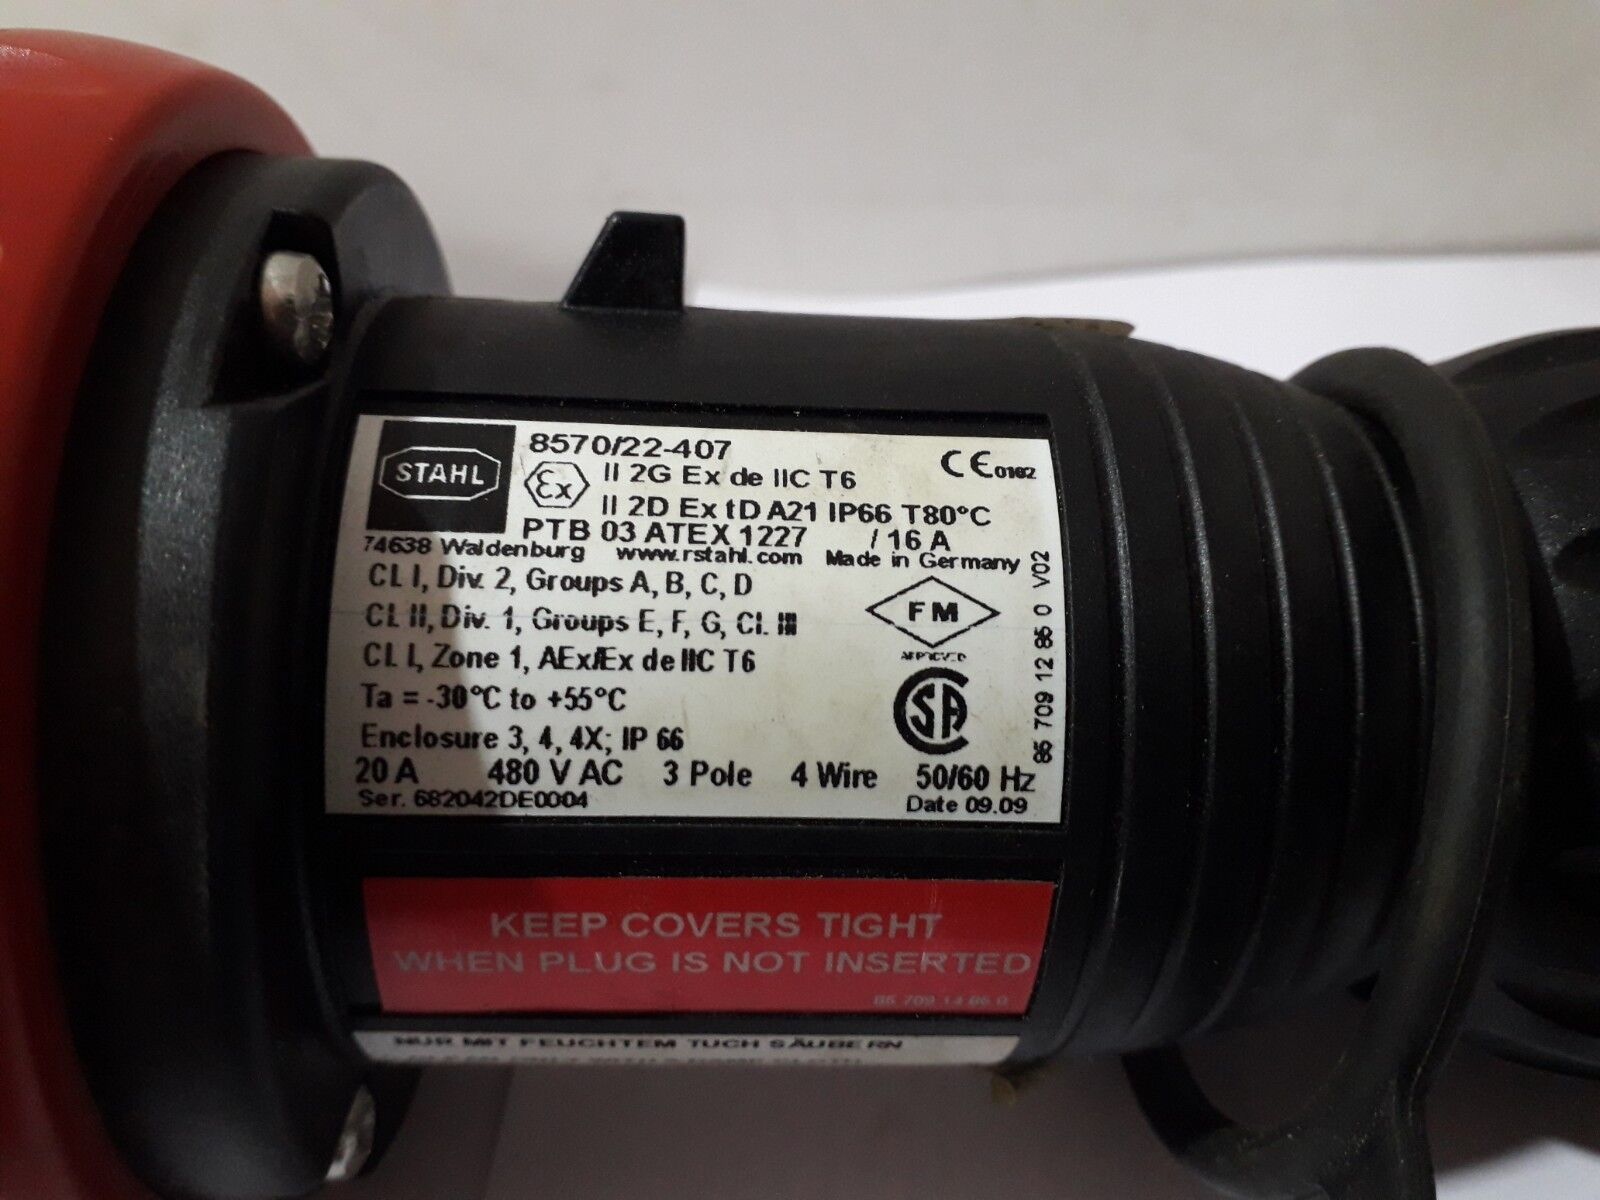 STAHL
8570/22-407
CE0102
Ex II 2G Ex de IIC T6
II 2D Ex tD A21 IP66 T80°C
PTB 03 ATEX 1227 / 16 A
74638 Waldenburg www.rstahl.com Made in Germany
CL I, Div. 2, Groups A, B, C, D
CL II, Div. 1, Groups E, F, G, Cl. III
CL I, Zone 1, AEx/Ex de IIC T6
Ta = -30°C to +55°C
Enclosure 3, 4, 4X; IP 66
20 A 480 V AC 3 Pole 4 Wire 50/60 Hz
Ser. 682042DE0004 Date 09.09
FM
APPROVED
SA
85 709 12 85 0 V02
KEEP COVERS TIGHT
WHEN PLUG IS NOT INSERTED
NUR MIT FEUCHTEM TUCH SÄUBERN